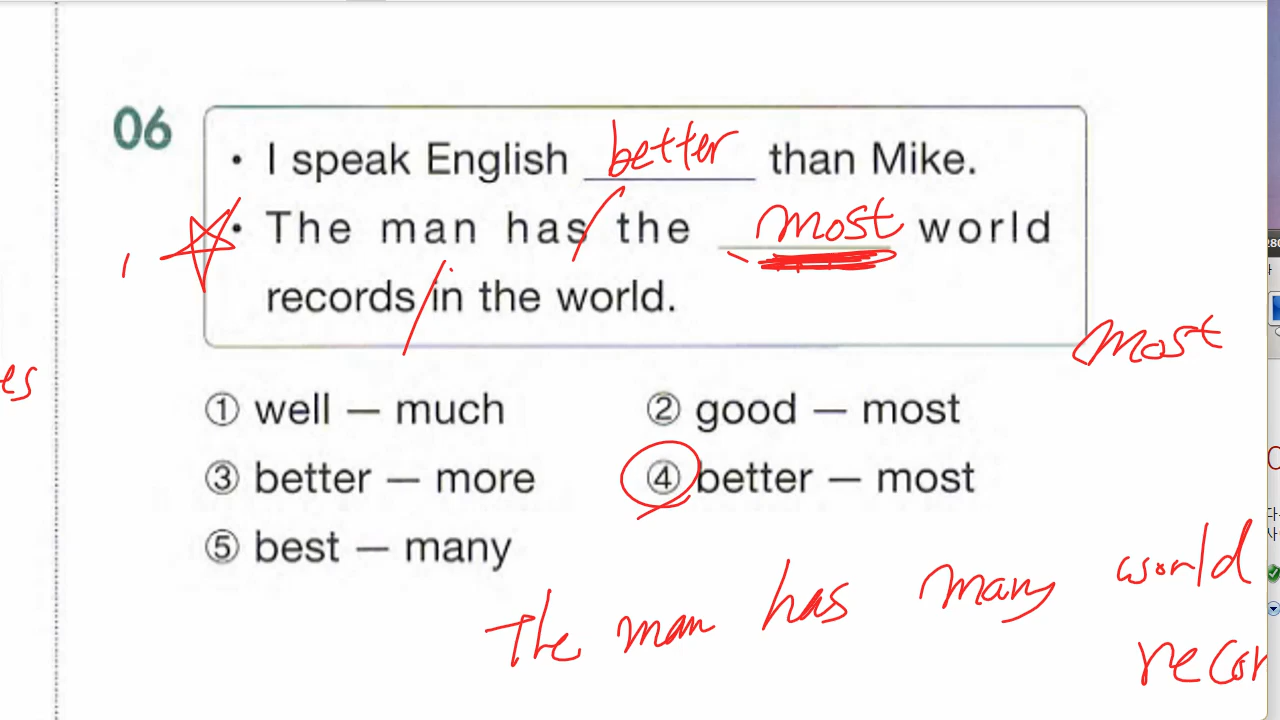 06
• I speak English better than Mike.
• The man has the most world
records in the world.
most
es
① well — much ② good — most
③ better — more ④ better — most
⑤ best — many
The man has many world
recor